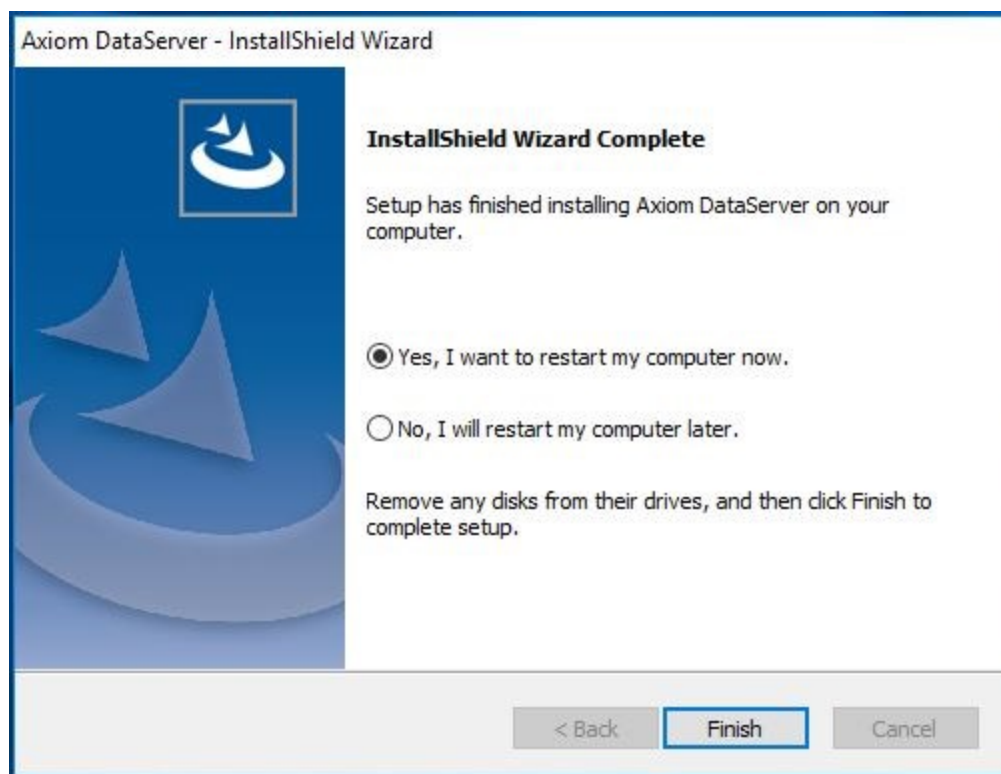 Axiom DataServer - InstallShield Wizard
InstallShield Wizard Complete
Setup has finished installing Axiom DataServer on your
computer.
Yes, I want to restart my computer now.
No, I will restart my computer later.
Remove any disks from their drives, and then click Finish to
complete setup.
< Back Finish Cancel